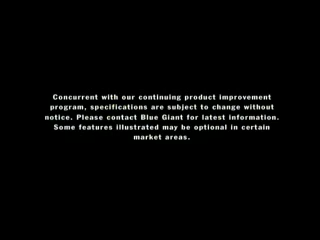 Concurrent with our continuing product improvement
program, specifications are subject to change without
notice. Please contact Blue Giant for latest information.
Some features illustrated may be optional in certain
market areas.